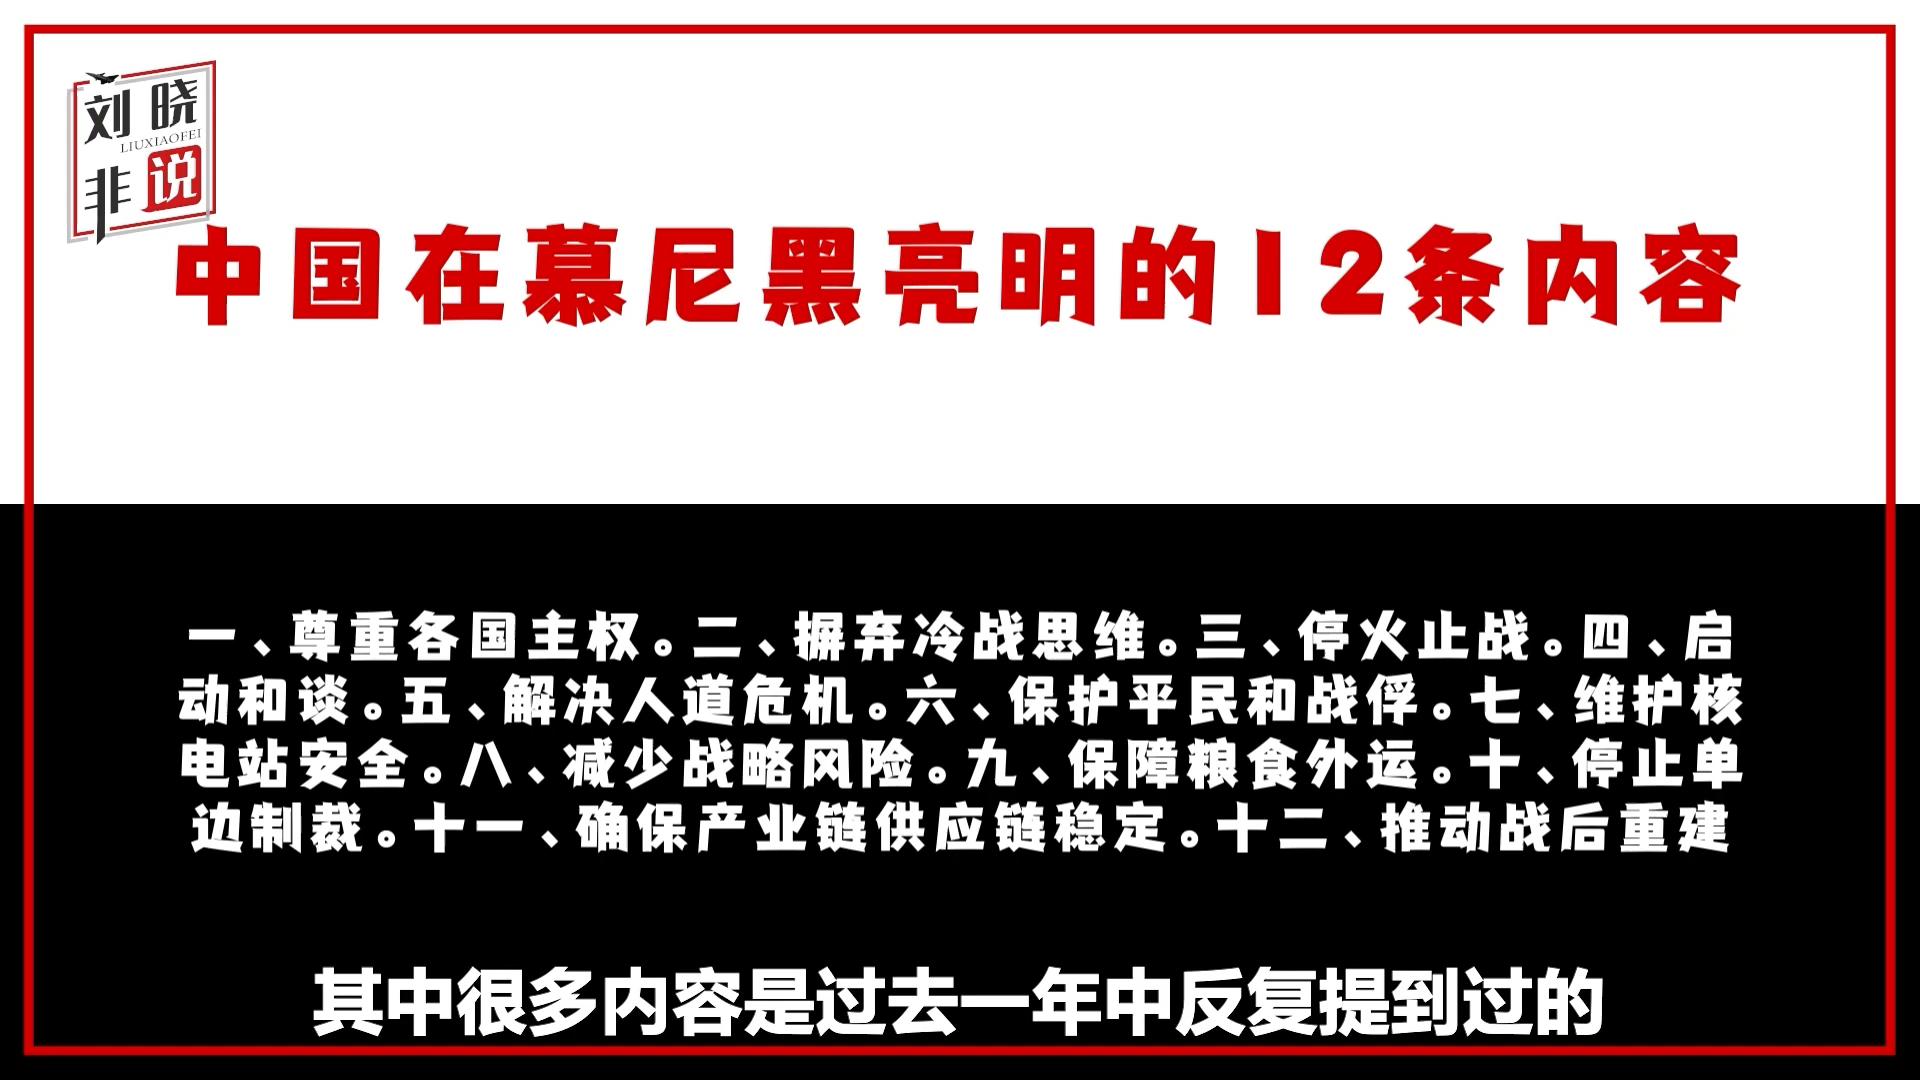 刘晓
LIUXIAOFEI
非说
中国在慕尼黑亮明的12条内容
一、尊重各国主权。二、摒弃冷战思维。三、停火止战。四、启
动和谈。五、解决人道危机。六、保护平民和战俘。七、维护核
电站安全。八、减少战略风险。九、保障粮食外运。十、停止单
边制裁。十一、确保产业链供应链稳定。十二、推动战后重建
其中很多内容是过去一年中反复提到过的